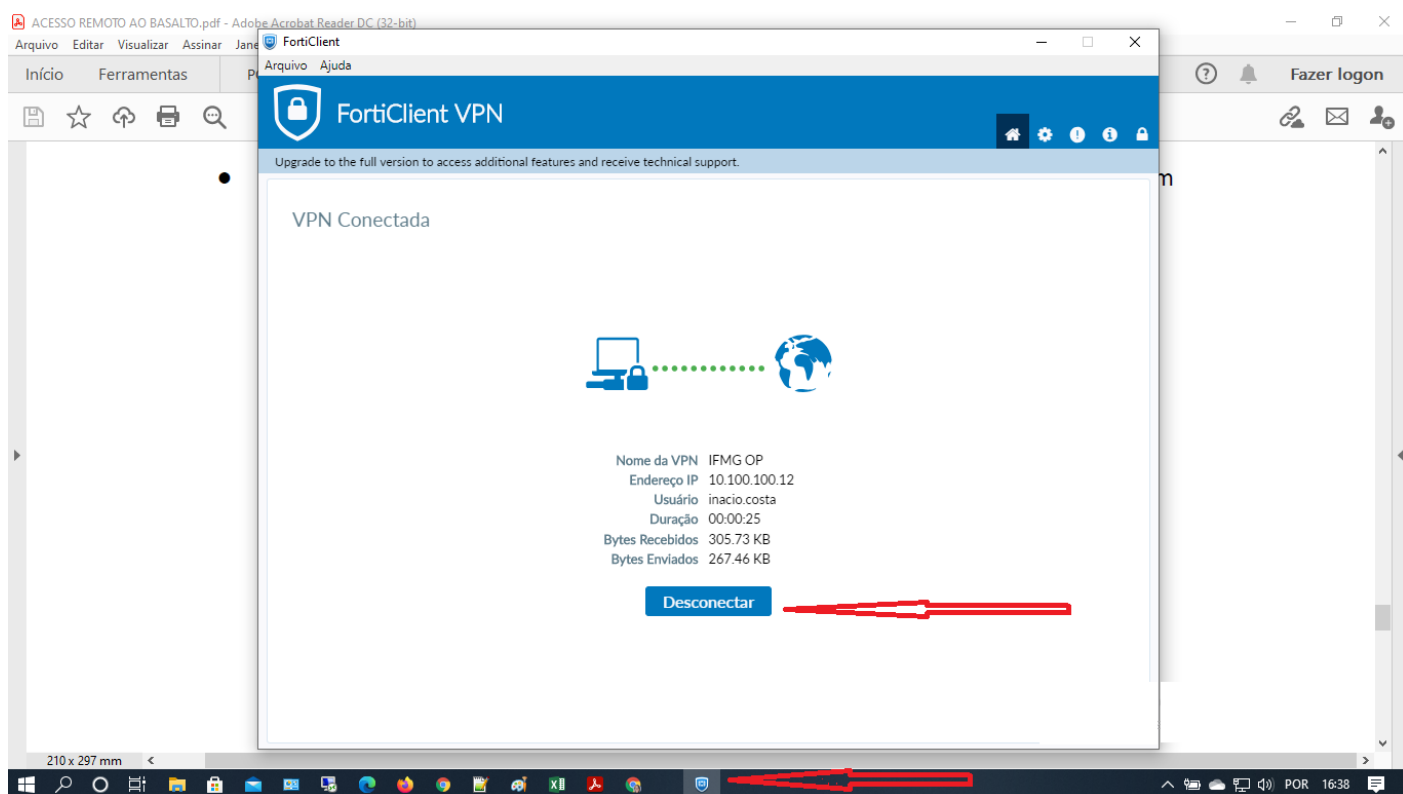 ACESSO REMOTO AO BASALTO.pdf - Adobe Acrobat Reader DC (32-bit)
Arquivo Editar Visualizar Assinar Jane
FortiClient
Arquivo Ajuda
Início Ferramentas
Fazer logon
FortiClient VPN
Upgrade to the full version to access additional features and receive technical support.
m
VPN Conectada
Nome da VPN IFMG OP
Endereço IP 10.100.100.12
Usuário inacio.costa
Duração 00:00:25
Bytes Recebidos 305.73 KB
Bytes Enviados 267.46 KB
Desconectar
210 x 297 mm
POR 16:38